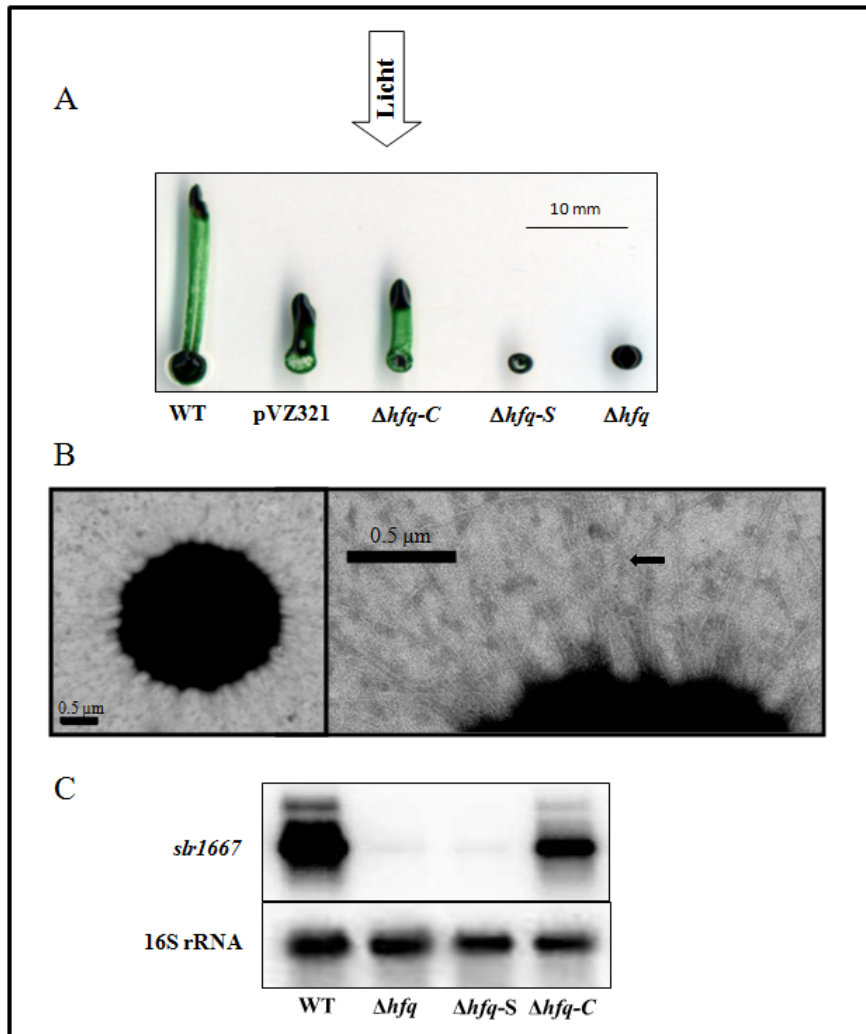 A
Licht
10 mm
WT pVZ321 Δhfq-C Δhfq-S Δhfq
B
0.5 μm
0.5 μm
C
slr1667
16S rRNA
WT Δhfq Δhfq-S Δhfq-C